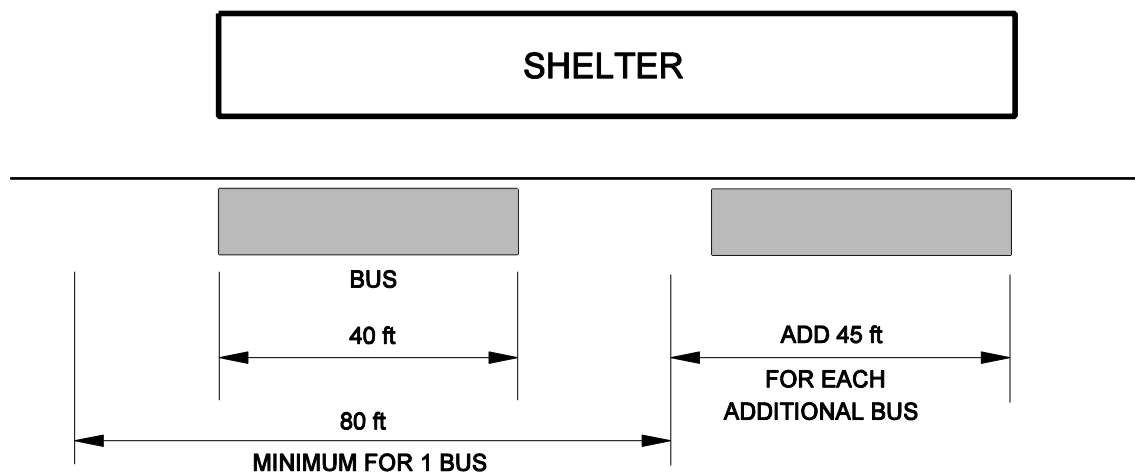 SHELTER
BUS
40 ft
ADD 45 ft
FOR EACH
ADDITIONAL BUS
80 ft
MINIMUM FOR 1 BUS